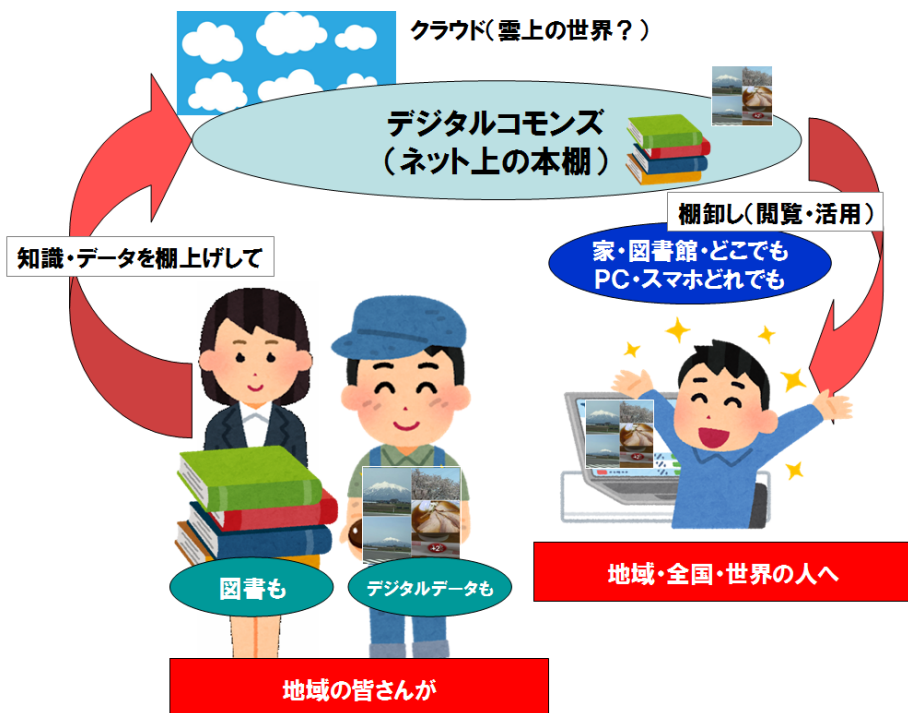 クラウド（雲上の世界？）
デジタルコモンズ
（ネット上の本棚）
棚卸し（閲覧・活用）
知識・データを棚上げして
家・図書館・どこでも
PC・スマホどれでも
図書も
デジタルデータも
地域・全国・世界の人へ
地域の皆さんが